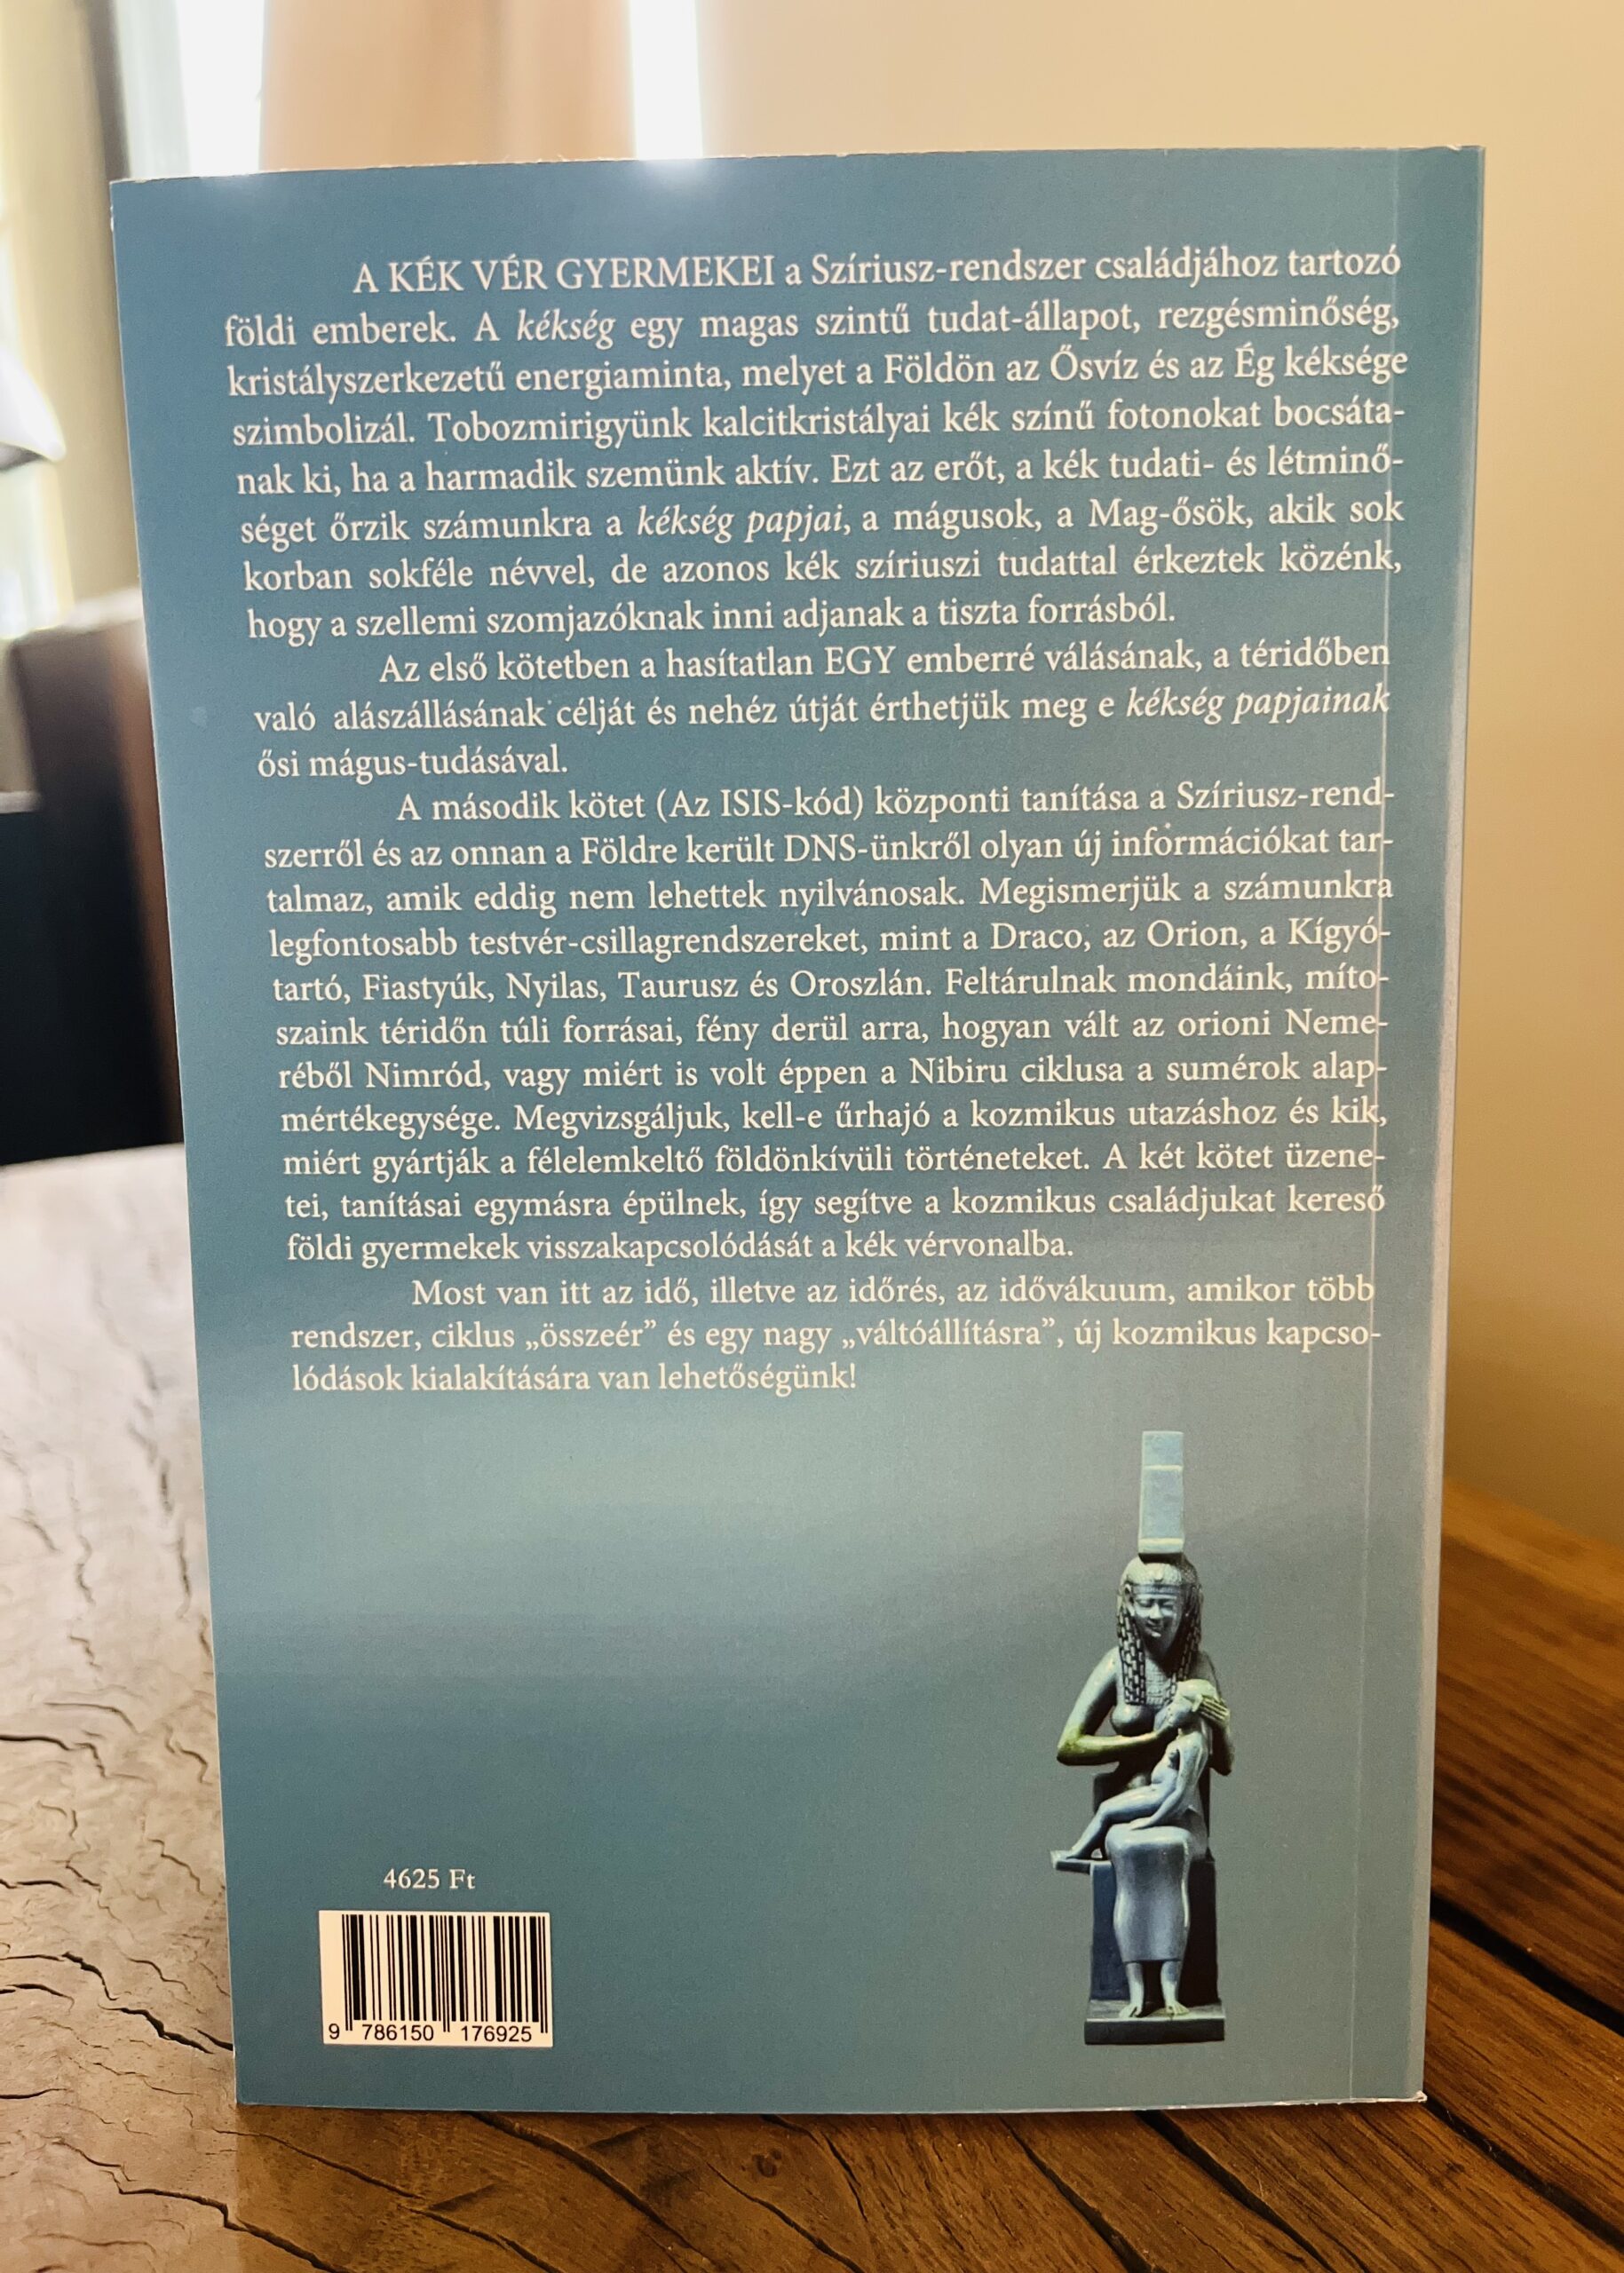 A KÉK VÉR GYERMEKEI a Szíriusz-rendszer családjához tartozó
földi emberek. A kékség egy magas szintű tudat-állapot, rezgésminőség,
kristályszerkezetű energiaminta, melyet a Földön az Ősvíz és az Ég kéksége
szimbolizál. Tobozmirigyünk kalcitkristályai kék színű fotonokat bocsáta-
nak ki, ha a harmadik szemünk aktív. Ezt az erőt, a kék tudati- és létminő-
séget őrzik számunkra a kékség papjai, a mágusok, a Mag-ősök, akik sok
korban sokféle névvel, de azonos kék szíriuszi tudattal érkeztek közénk,
hogy a szellemi szomjazóknak inni adjanak a tiszta forrásból.
Az első kötetben a hasítatlan EGY emberré válásának, a téridőben
való alászállásának célját és nehéz útját érthetjük meg e kékség papjainak
ősi mágus-tudásával.
A második kötet (Az ISIS-kód) központi tanítása a Szíriusz-rend-
szerről és az onnan a Földre került DNS-ünkről olyan új információkat tar-
talmaz, amik eddig nem lehettek nyilvánosak. Megismerjük a számunkra
legfontosabb testvér-csillagrendszereket, mint a Draco, az Orion, a Kígyó-
tartó, Fiastyúk, Nyilas, Taurusz és Oroszlán. Feltárulnak mondáink, míto-
szaink téridőn túli forrásai, fény derül arra, hogyan vált az orioni Neme-
réből Nimród, vagy miért is volt éppen a Nibiru ciklusa a sumérok alap-
mértékegysége. Megvizsgáljuk, kell-e űrhajó a kozmikus utazáshoz és kik,
miért gyártják a félelemkeltő földönkívüli történeteket. A két kötet üzene-
tei, tanításai egymásra épülnek, így segítve a kozmikus családjukat kereső
földi gyermekek visszakapcsolódását a kék vérvonalba.
Most van itt az idő, illetve az időrés, az idővákuum, amikor több
rendszer, ciklus „összeér” és egy nagy „váltóállításra”, új kozmikus kapcso-
lódások kialakítására van lehetőségünk!
4625 Ft
9 786150 176925